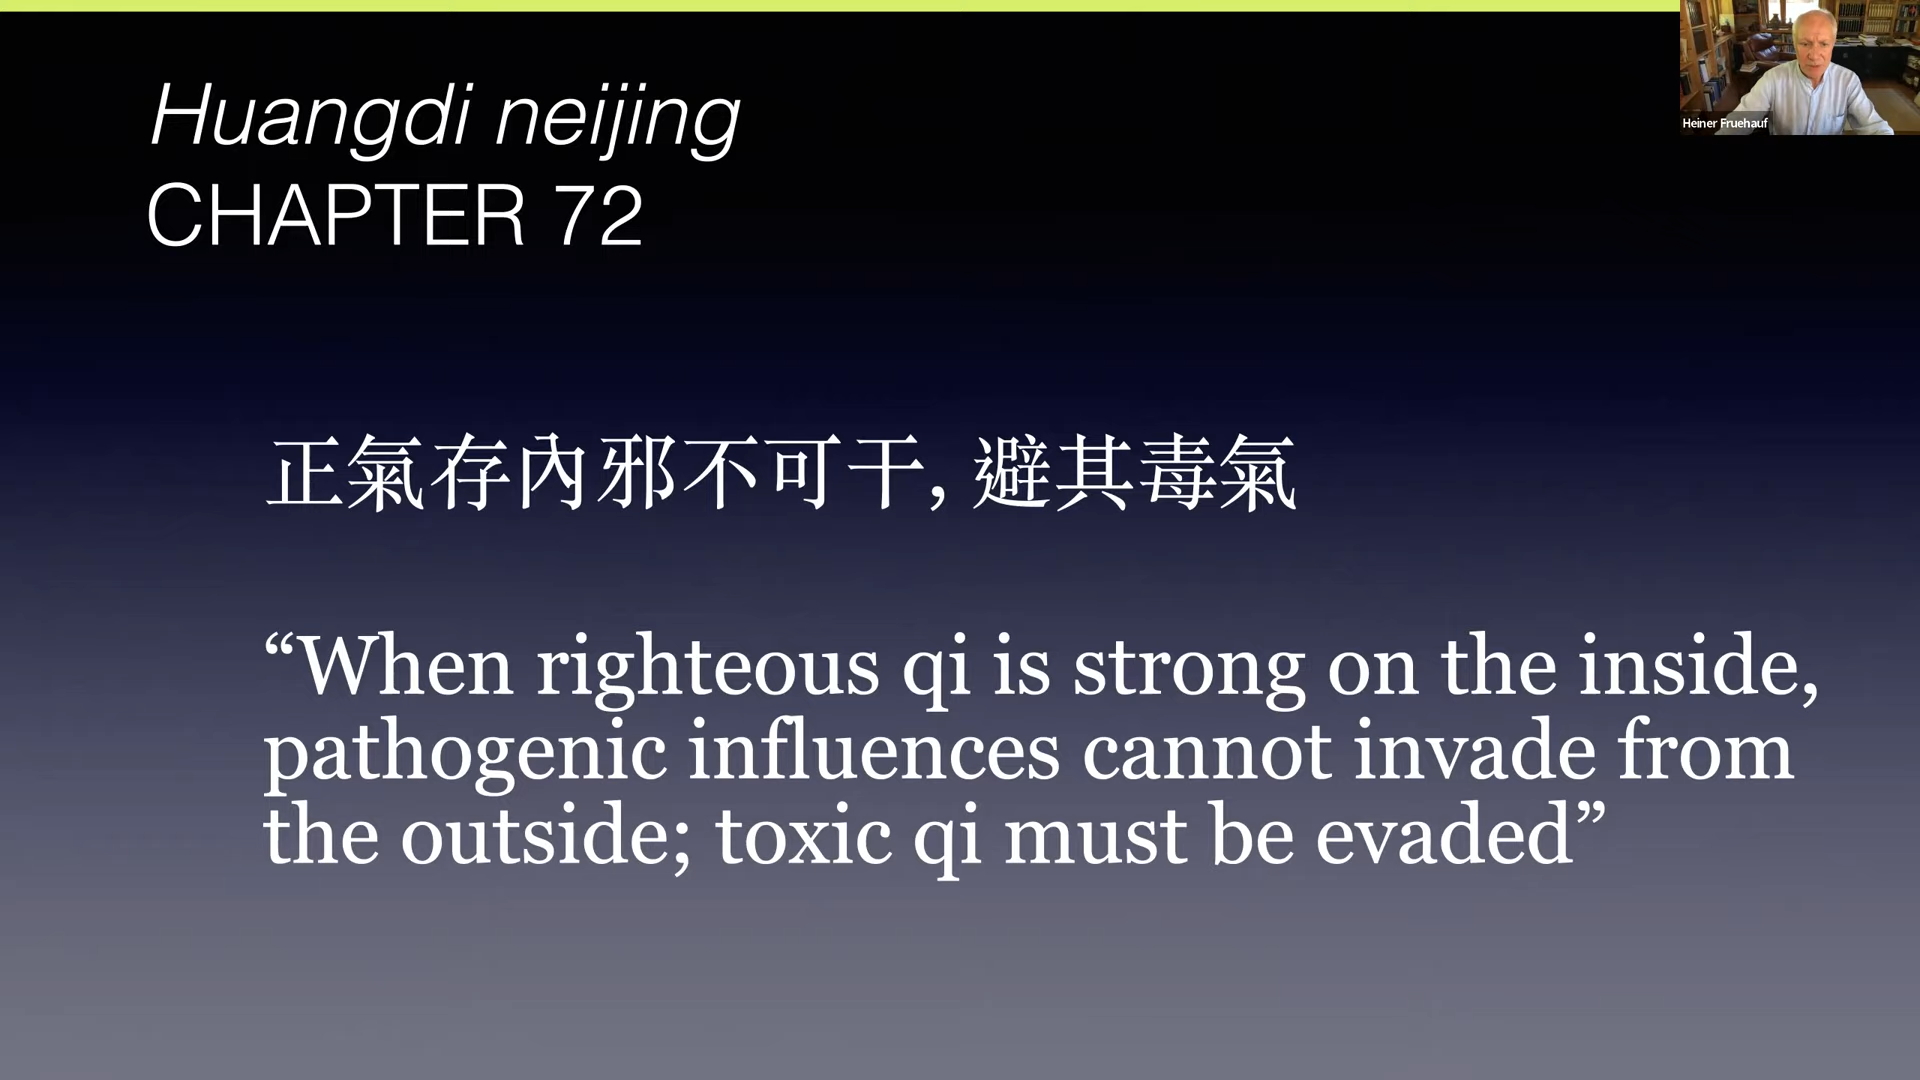 Huangdi neijing
CHAPTER 72
Heiner Fruehauf
正氣存內邪不可干, 避其毒氣
“When righteous qi is strong on the inside,
pathogenic influences cannot invade from
the outside; toxic qi must be evaded”